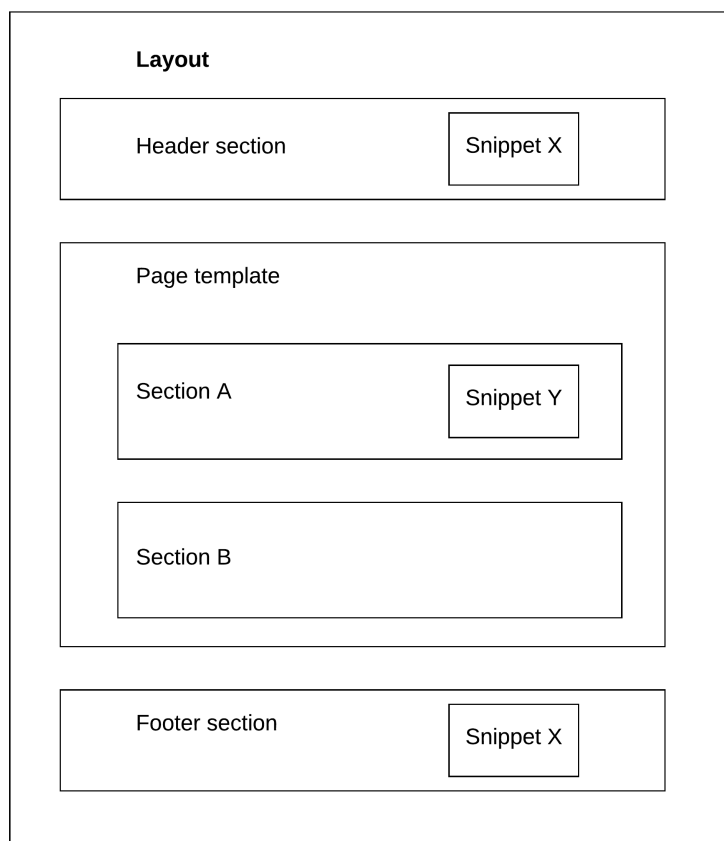 Layout
Header section
Snippet X
Page template
Section A
Snippet Y
Section B
Footer section
Snippet X